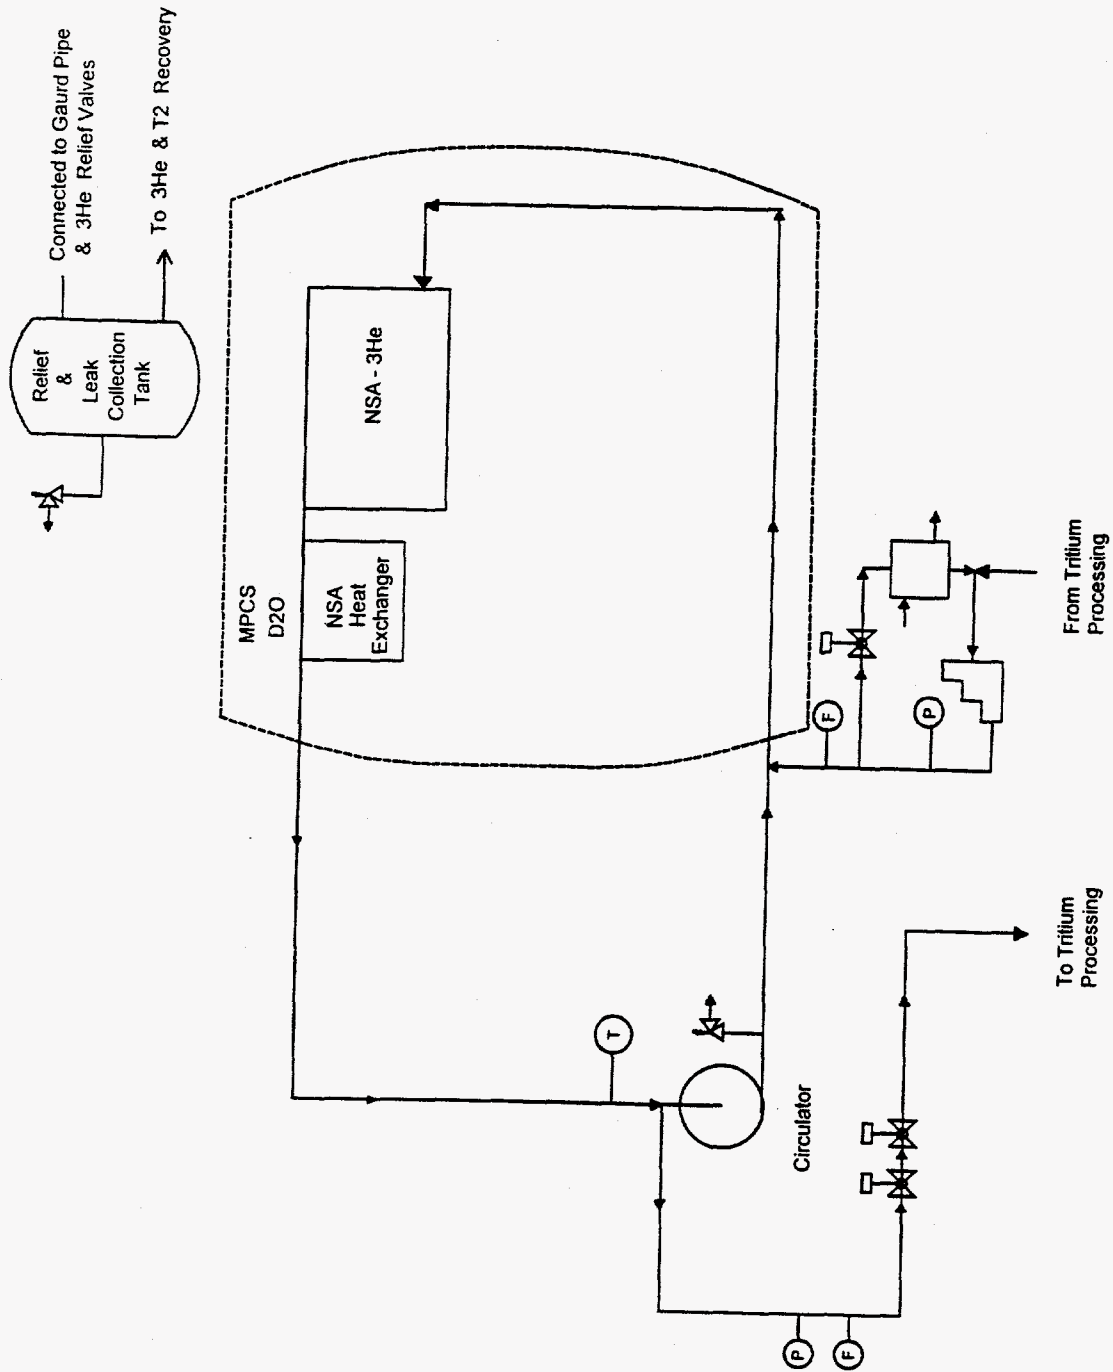 Connected to Gaurd Pipe
& 3He Relief Valves
To 3He & T2 Recovery
Relief
&
Leak
Collection
Tank
NSA - 3He
MPCS
D2O
NSA
Heat
Exchanger
F
P
From Tritium
Processing
T
Circulator
To Tritium
Processing
P
F